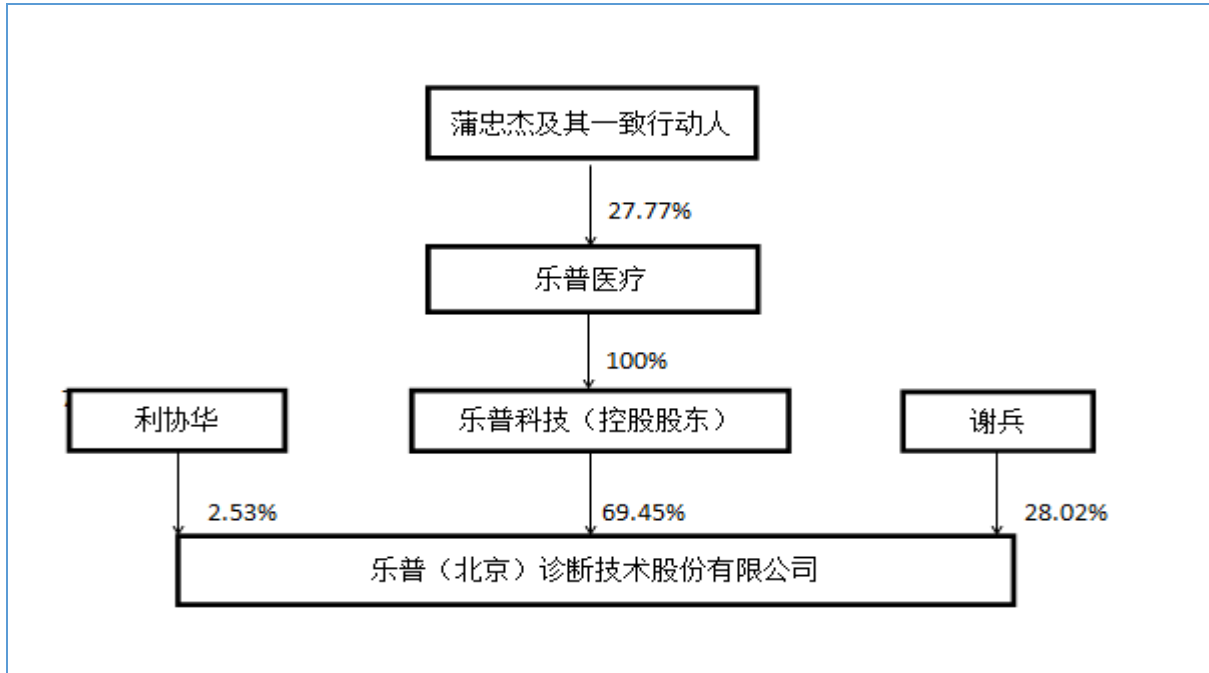 蒲忠杰及其一致行动人
27.77%
乐普医疗
100%
利协华
乐普科技（控股股东）
谢兵
2.53%
69.45%
28.02%
乐普（北京）诊断技术股份有限公司